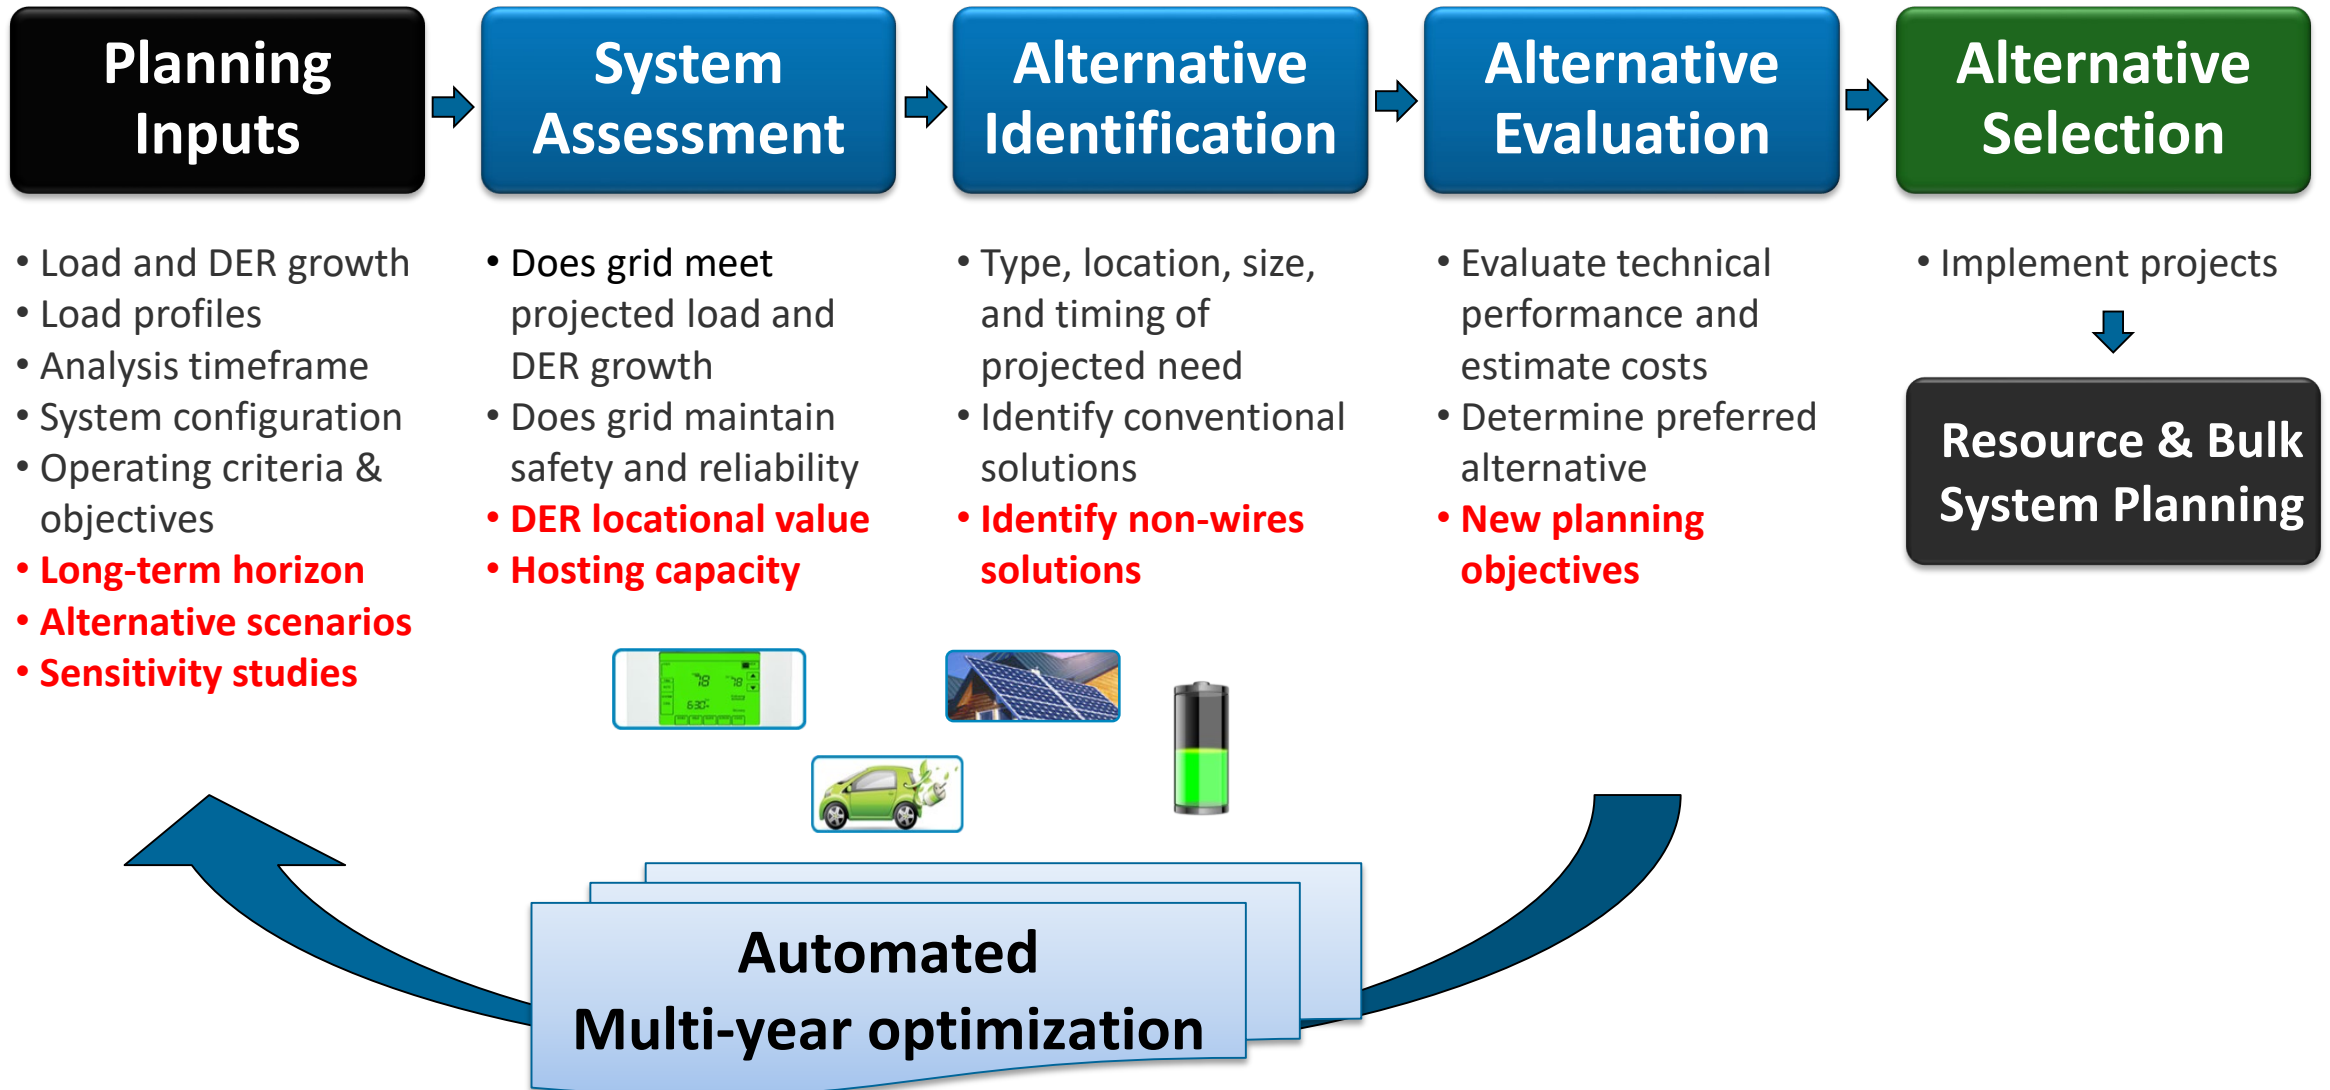 Planning
Inputs
System
Assessment
Alternative
Identification
Alternative
Evaluation
Alternative
Selection
• Load and DER growth
• Load profiles
• Analysis timeframe
• System configuration
• Operating criteria &
objectives
• Long-term horizon
• Alternative scenarios
• Sensitivity studies
• Does grid meet
projected load and
DER growth
• Does grid maintain
safety and reliability
• DER locational value
• Hosting capacity
• Type, location, size,
and timing of
projected need
• Identify conventional
solutions
• Identify non-wires
solutions
• Evaluate technical
performance and
estimate costs
• Determine preferred
alternative
• New planning
objectives
• Implement projects
Resource & Bulk
System Planning
78 78
6:30
Automated
Multi-year optimization